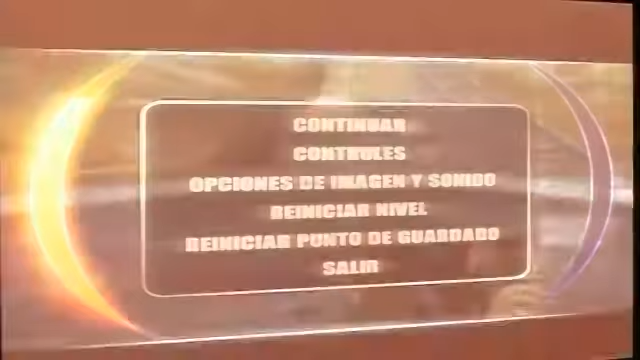 CONTINUAR
CONTROLES
OPCIONES DE IMAGEN Y SONIDO
REINICIAR NIVEL
REINICIAR PUNTO DE GUARDADO
SALIR